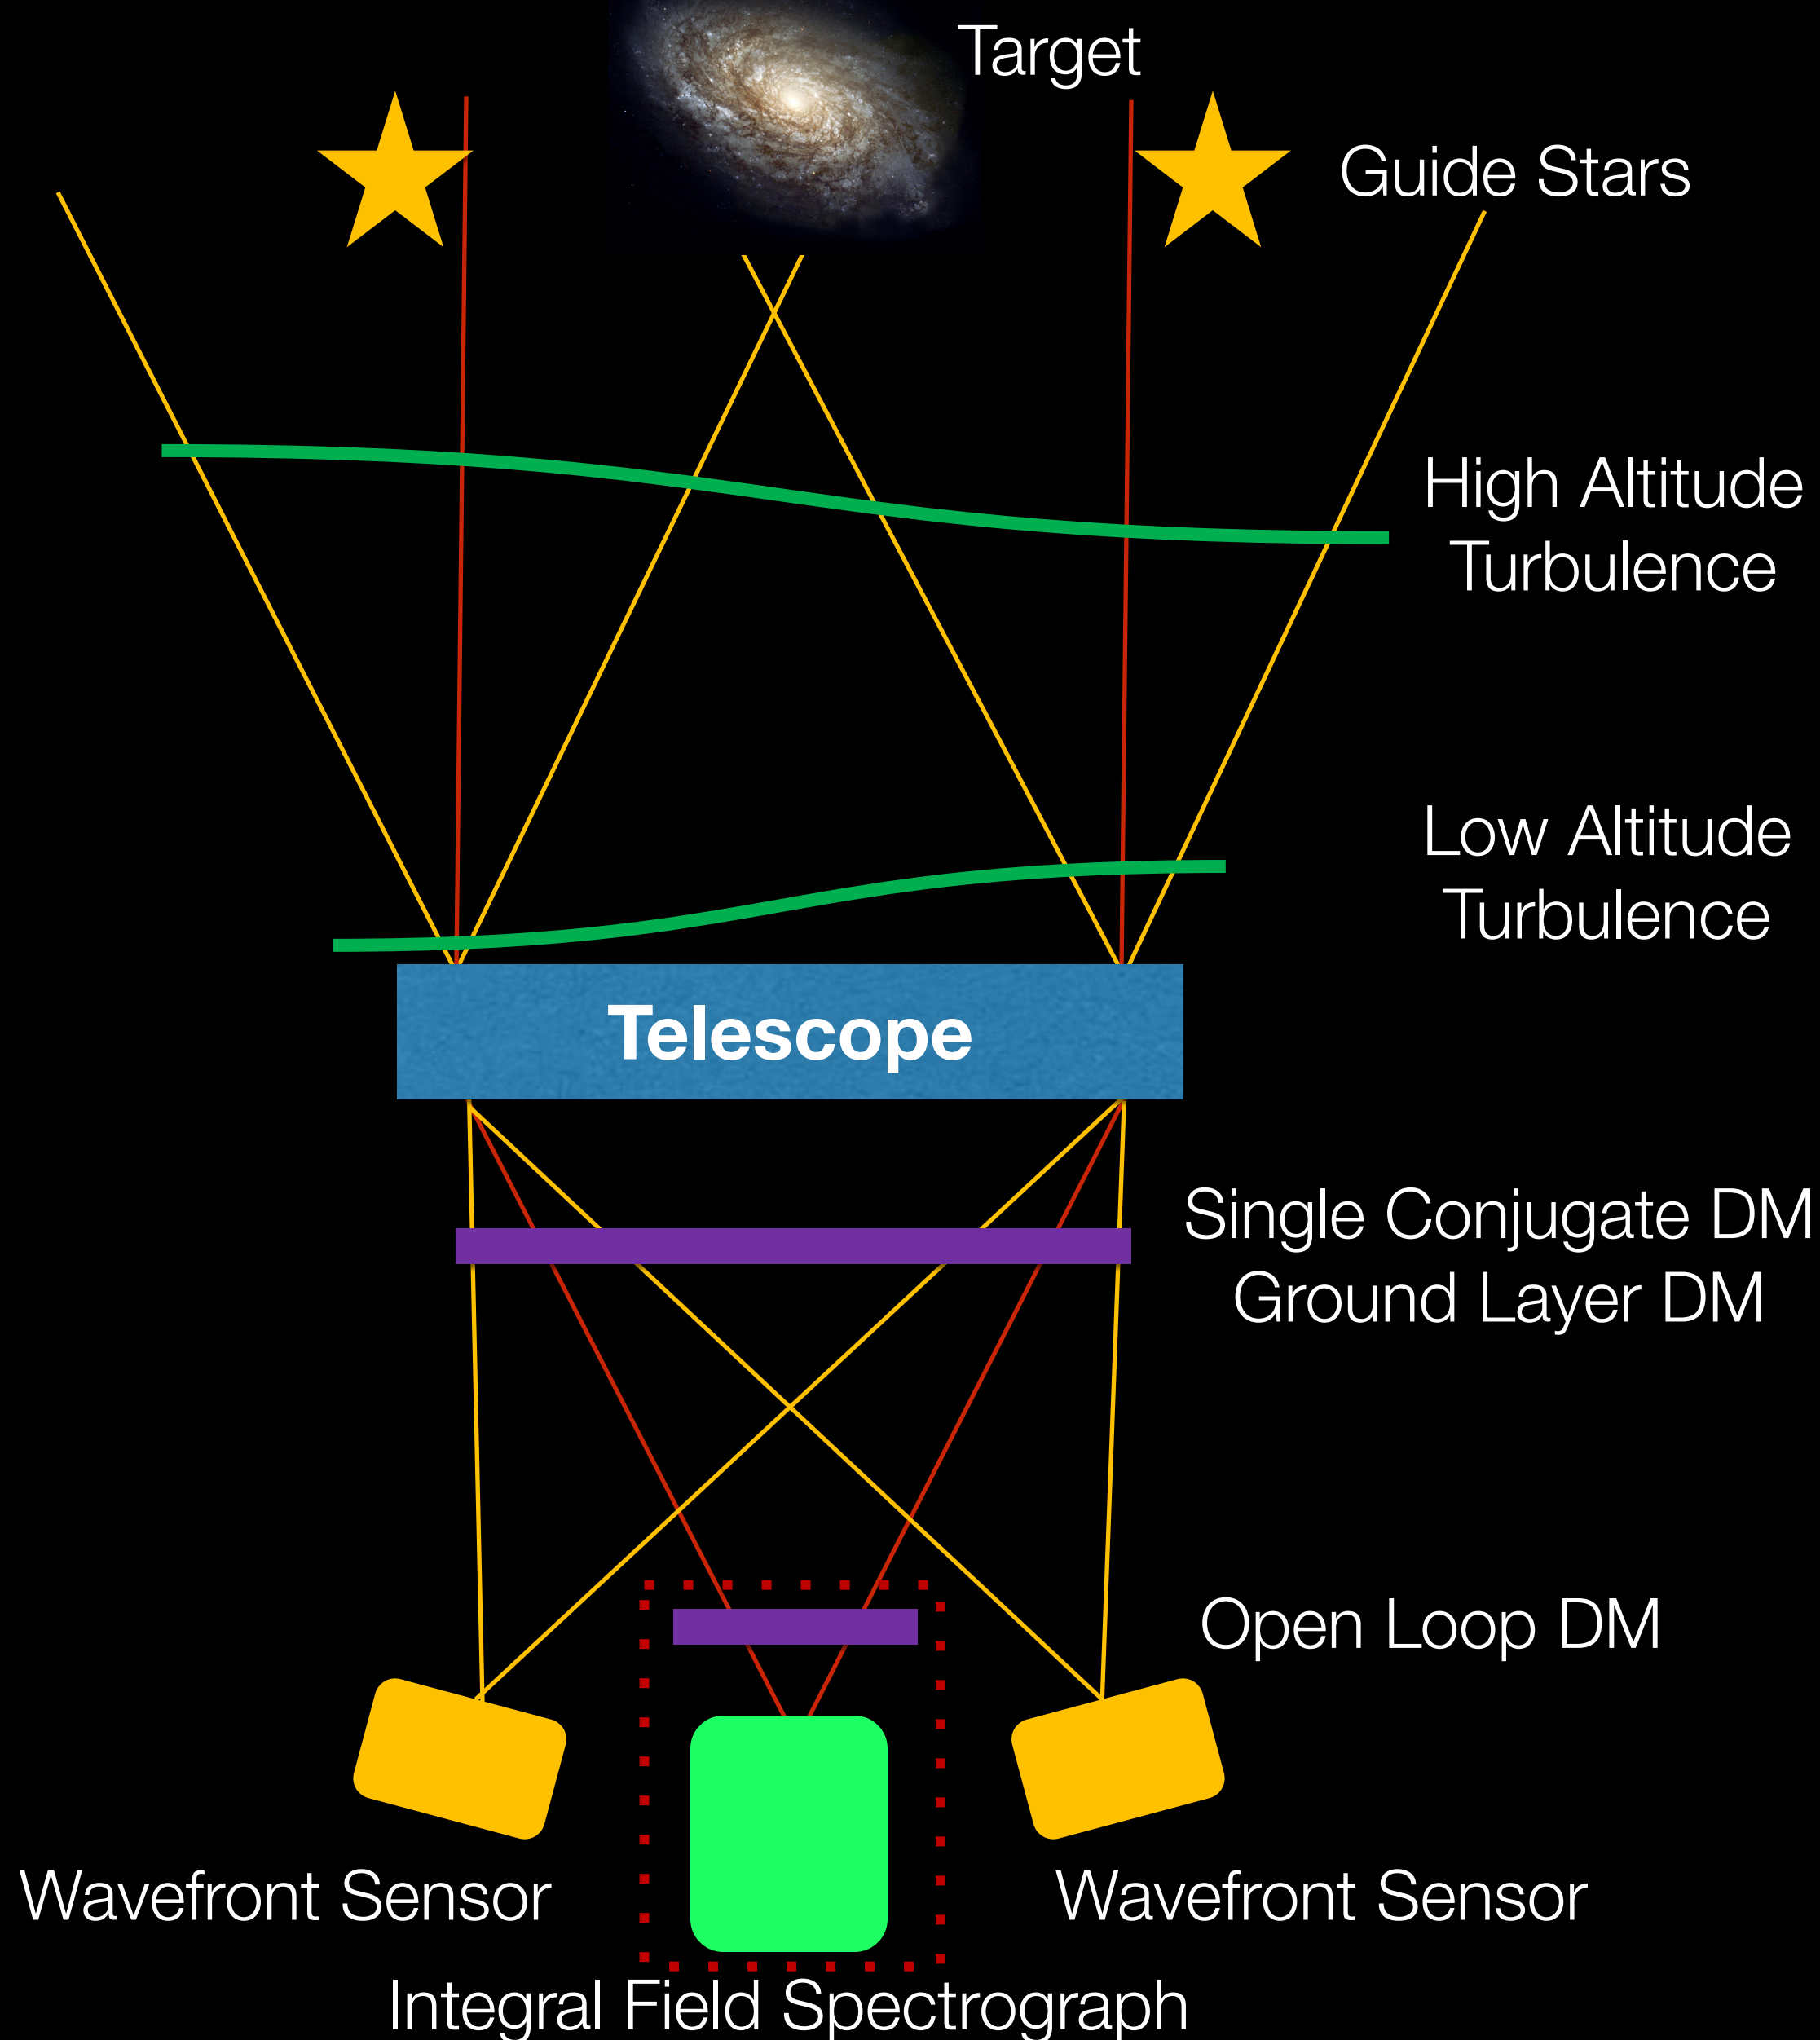 Target
Guide Stars
High Altitude
Turbulence
Low Altitude
Turbulence
Telescope
Single Conjugate DM
Ground Layer DM
Open Loop DM
Wavefront Sensor
Wavefront Sensor
Integral Field Spectrograph